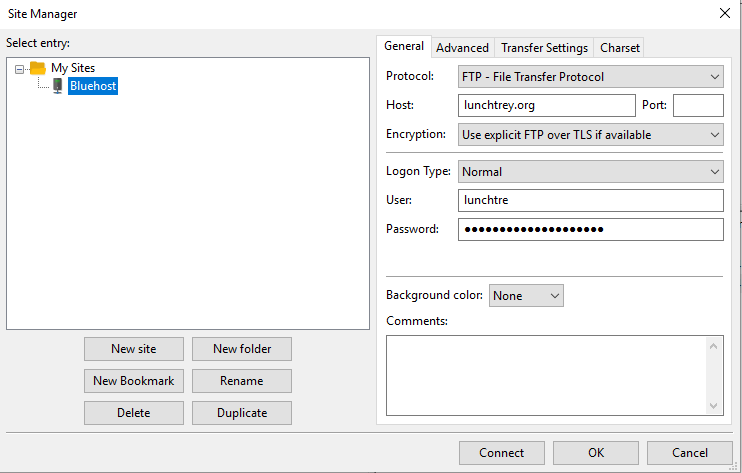 Site Manager
Select entry:
My Sites
Bluehost
New site
New folder
New Bookmark
Rename
Delete
Duplicate
General
Advanced
Transfer Settings
Charset
Protocol:
FTP - File Transfer Protocol
Host:
lunchtrey.org
Port:
Encryption:
Use explicit FTP over TLS if available
Logon Type:
Normal
User:
lunchtre
Password:
●●●●●●●●●●●●●●●●●●●●
Background color:
None
Comments:
Connect
OK
Cancel